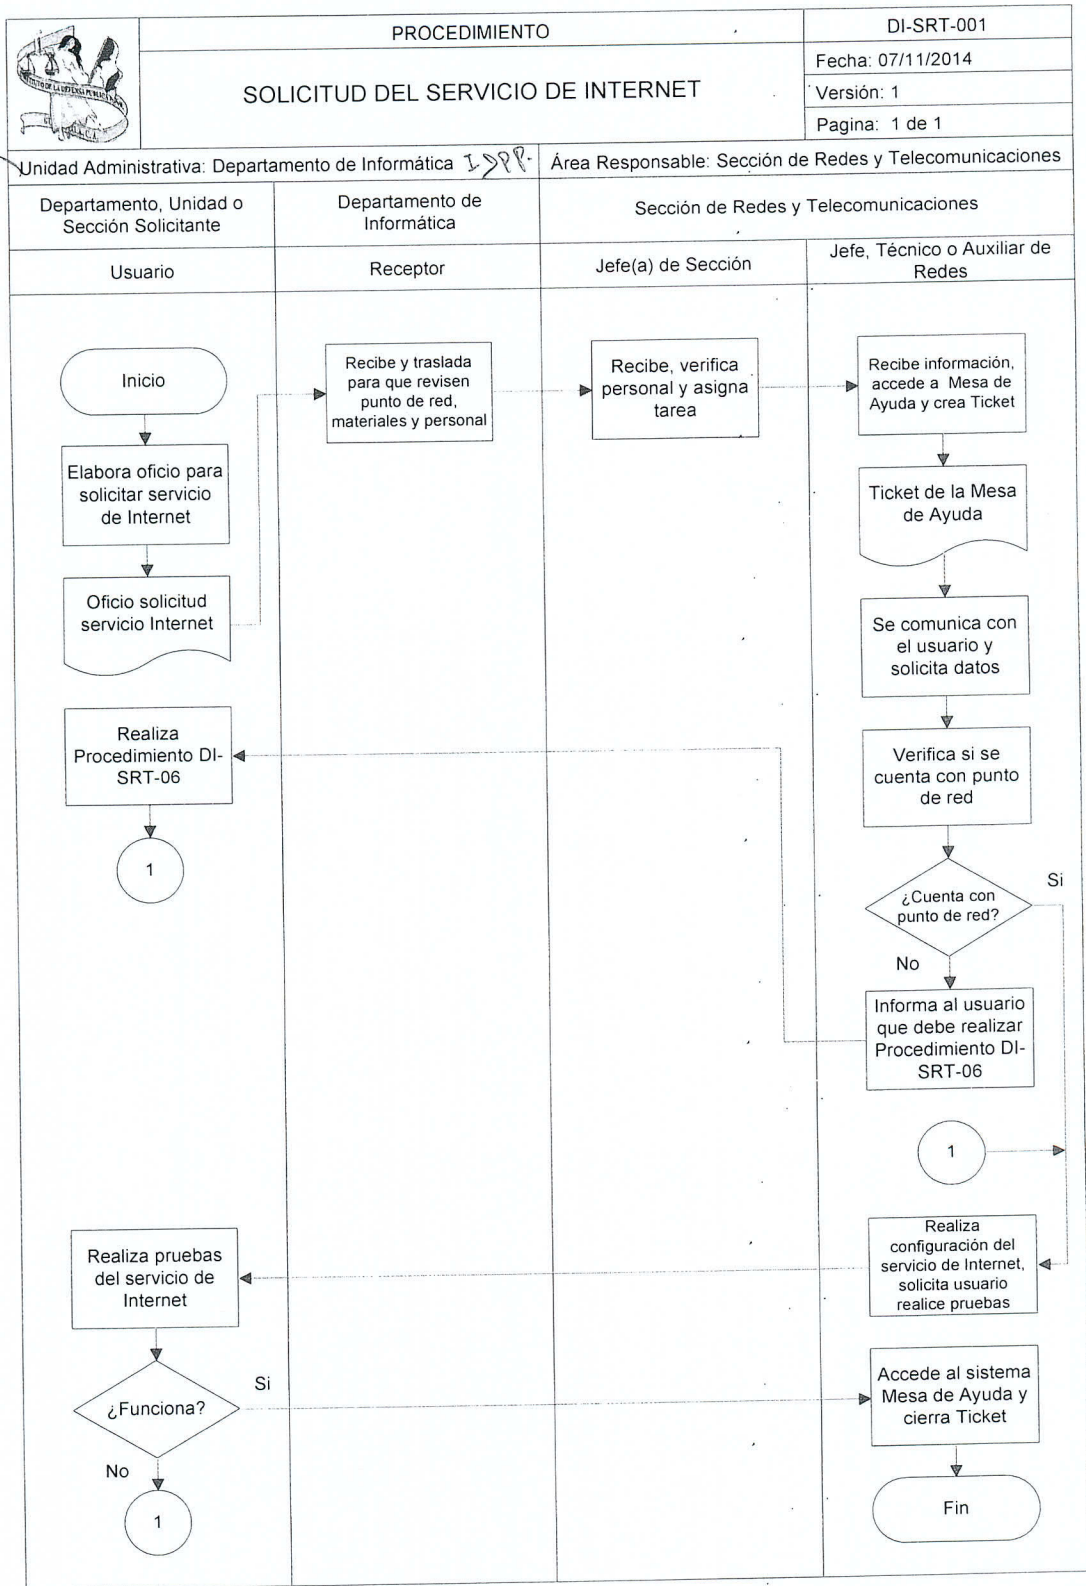 PROCEDIMIENTO
DI-SRT-001
SOLICITUD DEL SERVICIO DE INTERNET
Fecha: 07/11/2014
Versión: 1
Pagina: 1 de 1
Unidad Administrativa: Departamento de Informática IDPP.
Área Responsable: Sección de Redes y Telecomunicaciones
Departamento, Unidad o
Sección Solicitante
Departamento de
Informática
Sección de Redes y Telecomunicaciones
Usuario
Receptor
Jefe(a) de Sección
Jefe, Técnico o Auxiliar de
Redes
Inicio
Recibe y traslada
para que revisen
punto de red,
materiales y personal
Recibe, verifica
personal y asigna
tarea
Recibe información,
accede a Mesa de
Ayuda y crea Ticket
Elabora oficio para
solicitar servicio
de Internet
Ticket de la Mesa
de Ayuda
Oficio solicitud
servicio Internet
Se comunica con
el usuario y
solicita datos
Realiza
Procedimiento DI-
SRT-06
Verifica si se
cuenta con punto
de red
1
¿Cuenta con
punto de red?
Si
No
Informa al usuario
que debe realizar
Procedimiento DI-
SRT-06
1
Realiza
configuración del
servicio de Internet,
solicita usuario
realice pruebas
Realiza pruebas
del servicio de
Internet
¿Funciona?
Si
Accede al sistema
Mesa de Ayuda y
cierra Ticket
No
1
Fin